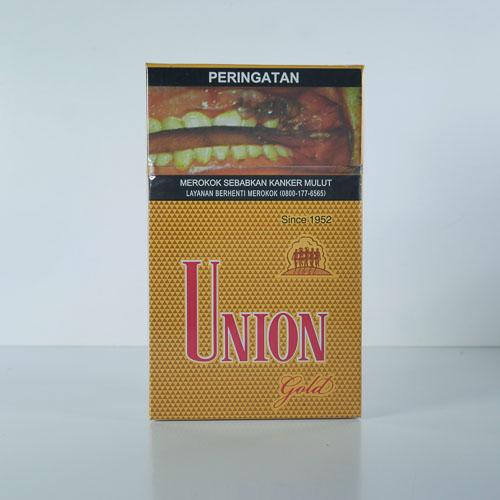 PERINGATAN
MEROKOK SEBABKAN KANKER MULUT
LAYANAN BERHENTI MEROKOK (0800-177-6565)
Since 1952
UNION
Gold